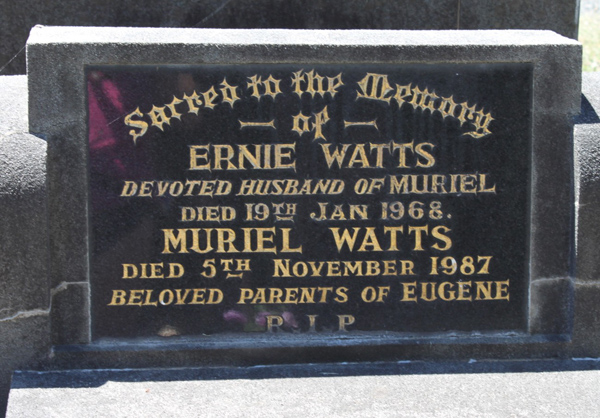 Sacred to the Memory
— of —
ERNIE WATTS
DEVOTED HUSBAND OF MURIEL
DIED 19TH JAN 1968.
MURIEL WATTS
DIED 5TH NOVEMBER 1987
BELOVED PARENTS OF EUGENE
R.I.P